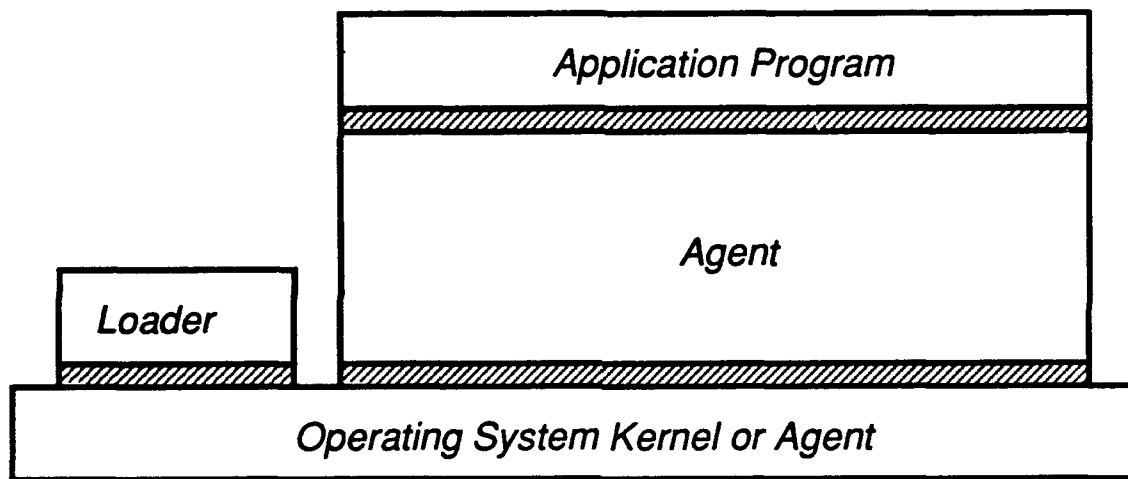 Application Program
Agent
Loader
Operating System Kernel or Agent